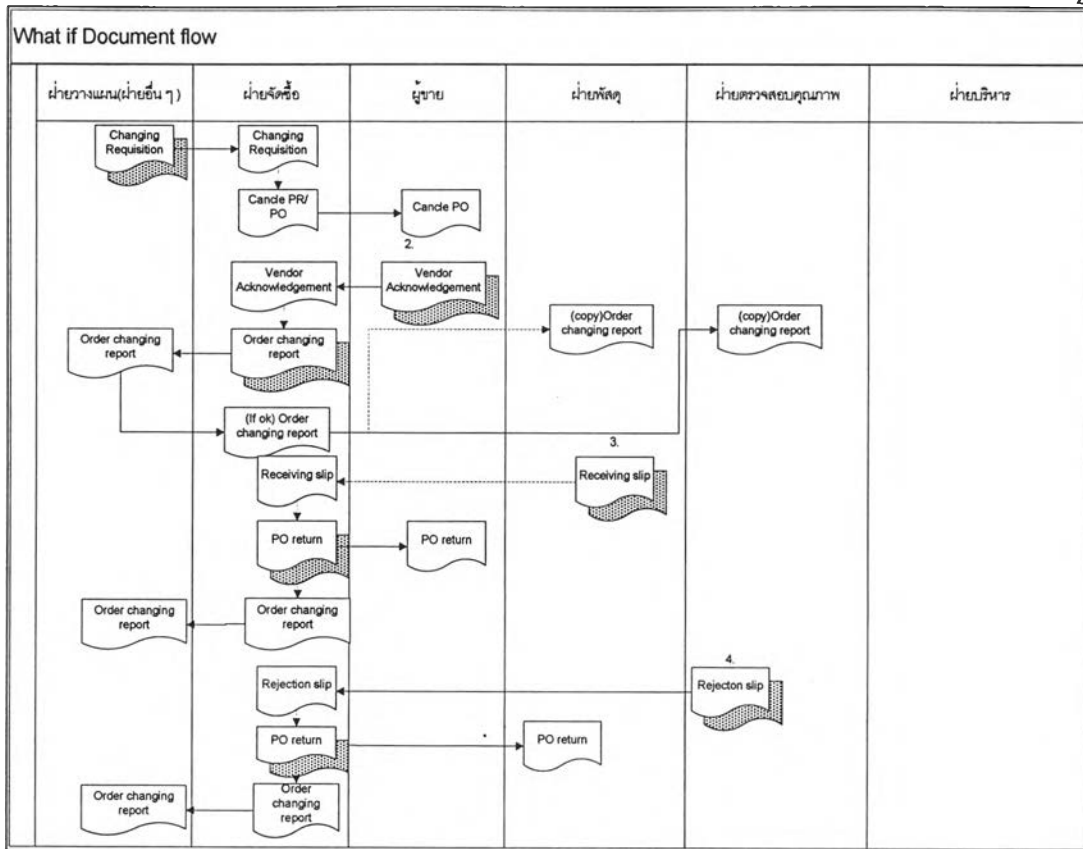 What if Document flow
ฝ่ายวางแผน(ฝ่ายอื่น ๆ )
ฝ่ายจัดซื้อ
ผู้ขาย
ฝ่ายพัสดุ
ฝ่ายตรวจสอบคุณภาพ
ฝ่ายบริหาร
Changing
Requisition
Changing
Requisition
Cancle PR/
PO
Cancle PO
2.
Vendor
Acknowledgement
Vendor
Acknowledgement
(copy)Order
changing report
(copy)Order
changing report
Order changing
report
Order changing
report
(If ok) Order
changing report
3.
Receiving slip
Receiving slip
PO return
PO return
Order changing
report
Order changing
report
4.
Rejection slip
Rejecton slip
PO return
PO return
Order changing
report
Order
changing
report